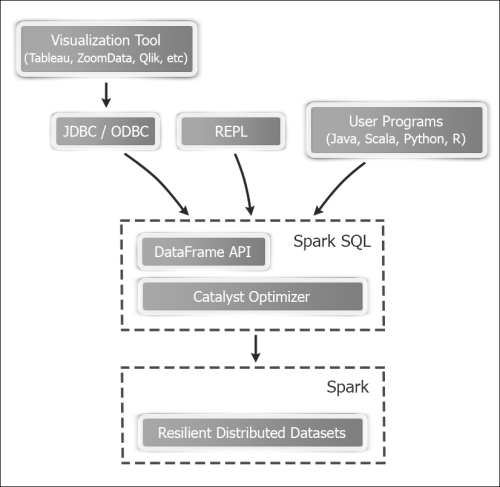 Visualization Tool
(Tableau, ZoomData, Qlik, etc)
JDBC / ODBC
REPL
User Programs
(Java, Scala, Python, R)
Spark SQL
DataFrame API
Catalyst Optimizer
Spark
Resilient Distributed Datasets